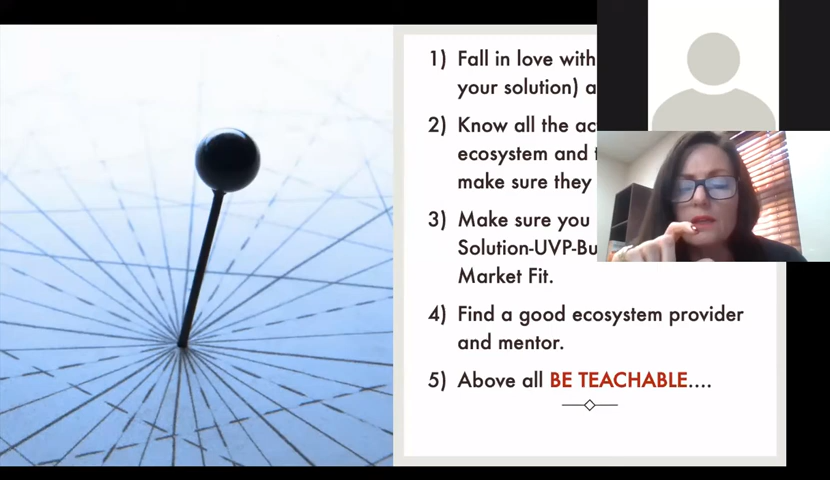 1) Fall in love with
your solution) a
2) Know all the ac
ecosystem and
make sure they
3) Make sure you
Solution-UVP-Bu
Market Fit.
4) Find a good ecosystem provider
and mentor.
5) Above all BE TEACHABLE....